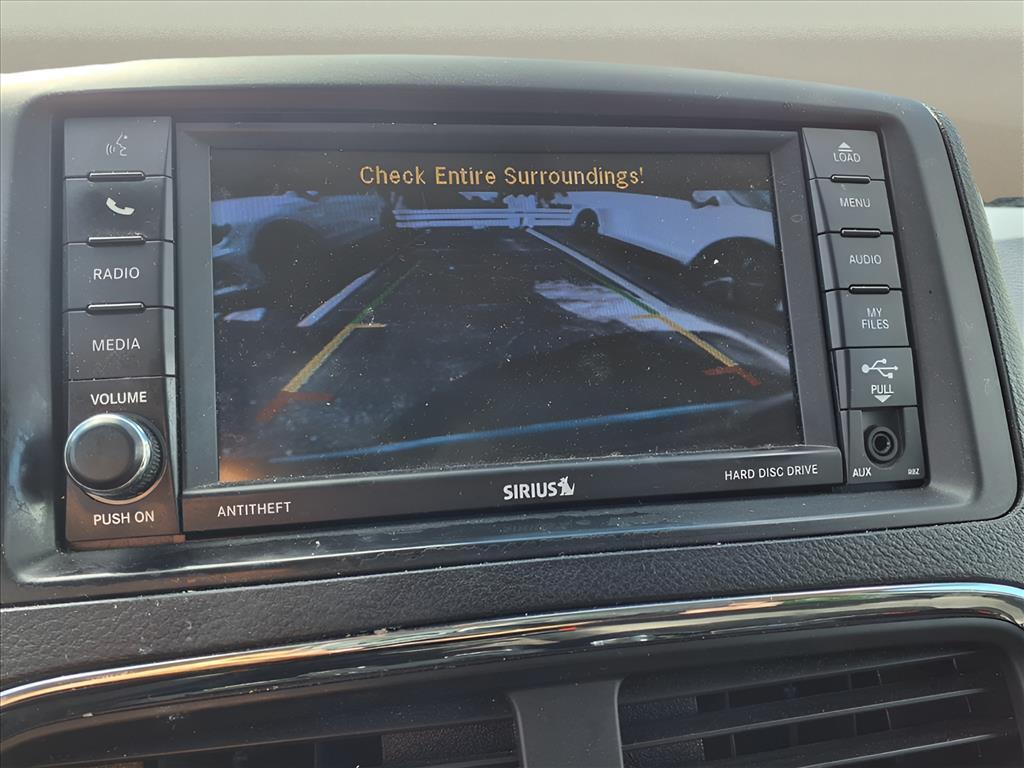 Check Entire Surroundings!
RADIO
MEDIA
VOLUME
PUSH ON
LOAD
MENU
AUDIO
MY
FILES
PULL
AUX
RBZ
ANTITHEFT
SIRIUS
HARD DISC DRIVE